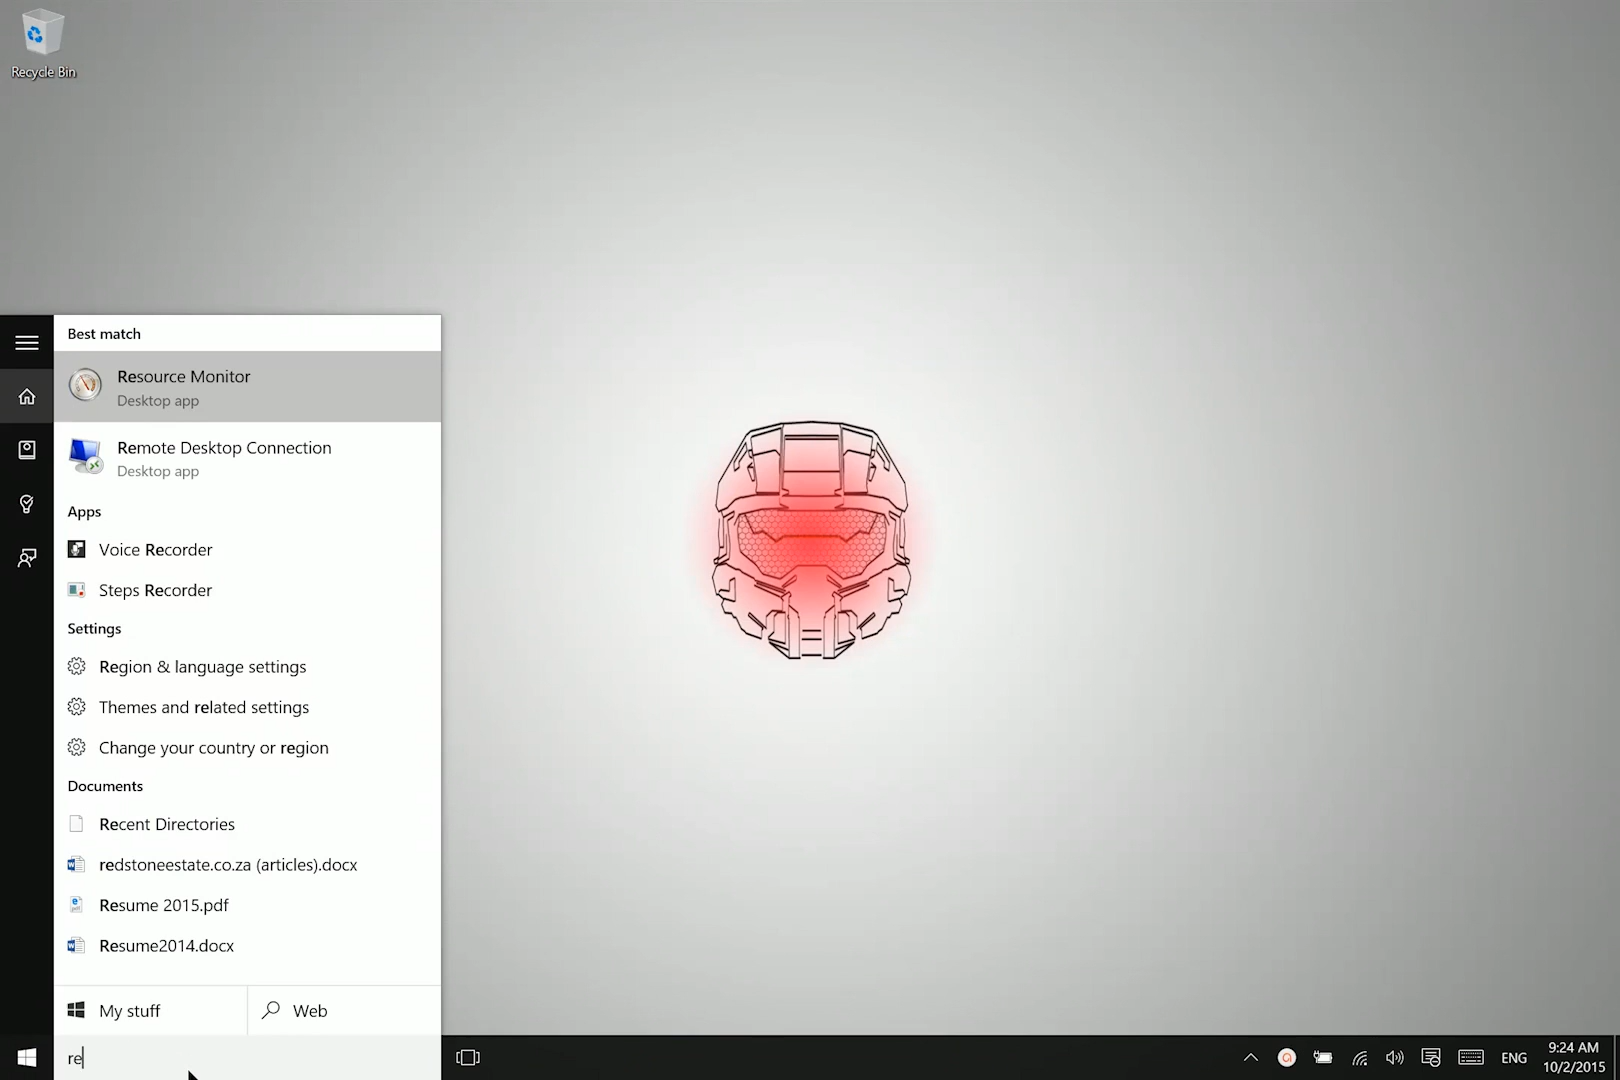 Recycle Bin
Best match
Resource Monitor
Desktop app
Remote Desktop Connection
Desktop app
Apps
Voice Recorder
Steps Recorder
Settings
Region & language settings
Themes and related settings
Change your country or region
Documents
Recent Directories
redstoneestate.co.za (articles).docx
Resume 2015.pdf
Resume2014.docx
My stuff
Web
re
ENG
9:24 AM
10/2/2015